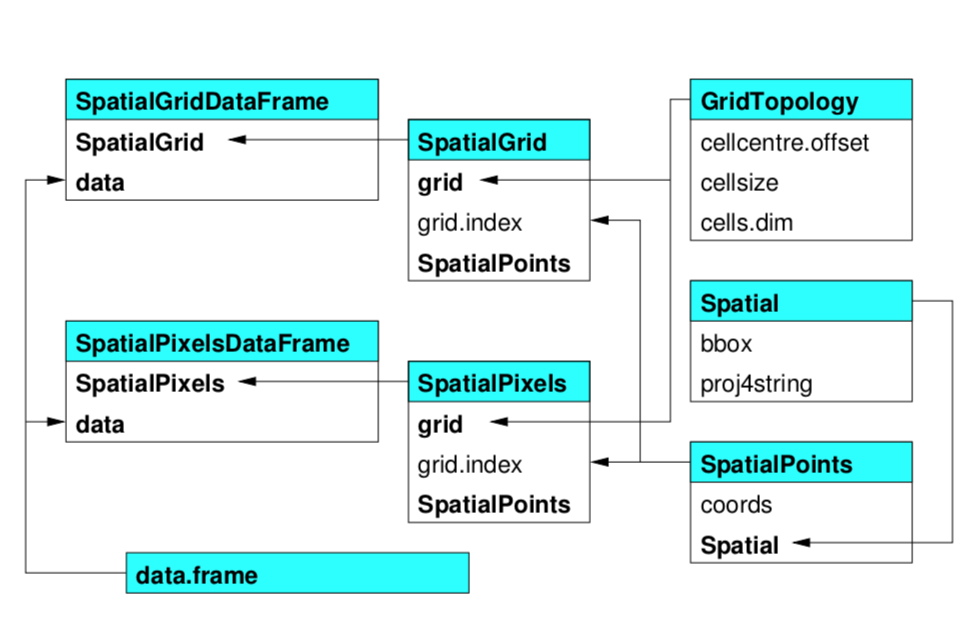 SpatialGridDataFrame
SpatialGrid
data
SpatialGrid
grid
grid.index
SpatialPoints
GridTopology
cellcentre.offset
cellsize
cells.dim
Spatial
bbox
proj4string
SpatialPixelsDataFrame
SpatialPixels
data
SpatialPixels
grid
grid.index
SpatialPoints
SpatialPoints
coords
Spatial
data.frame